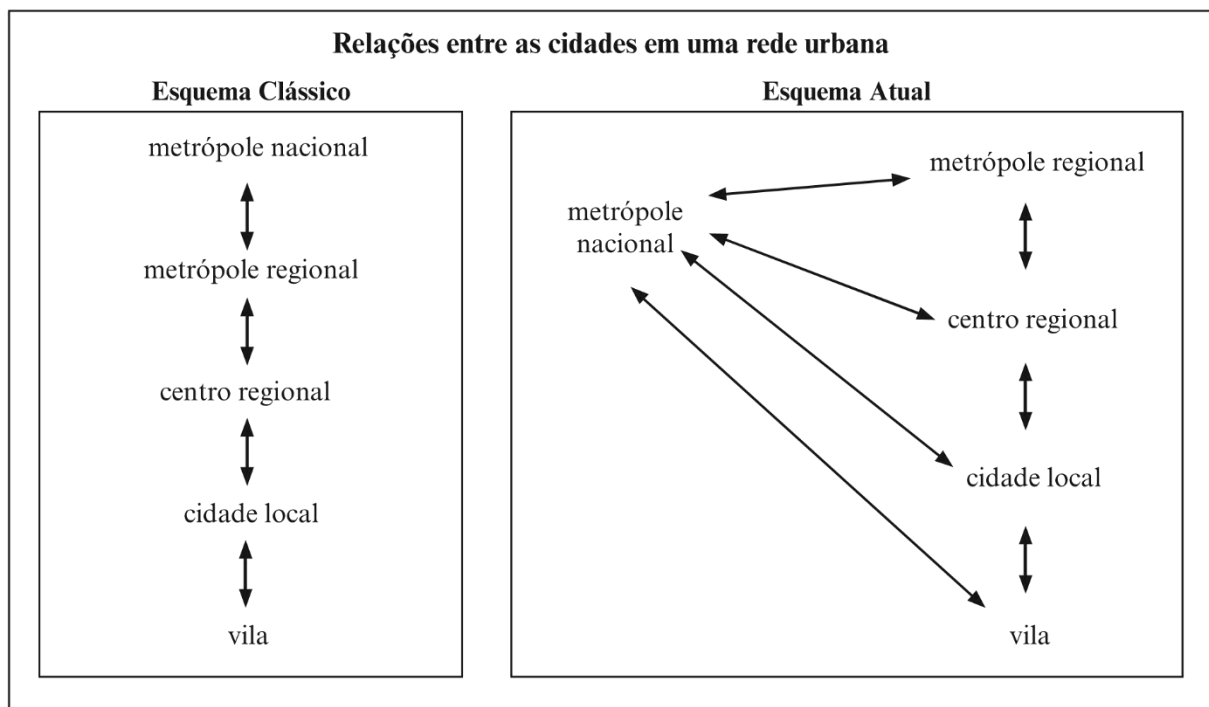 Relações entre as cidades em uma rede urbana
Esquema Clássico
metrópole nacional
metrópole regional
centro regional
cidade local
vila
Esquema Atual
metrópole
nacional
metrópole regional
centro regional
cidade local
vila